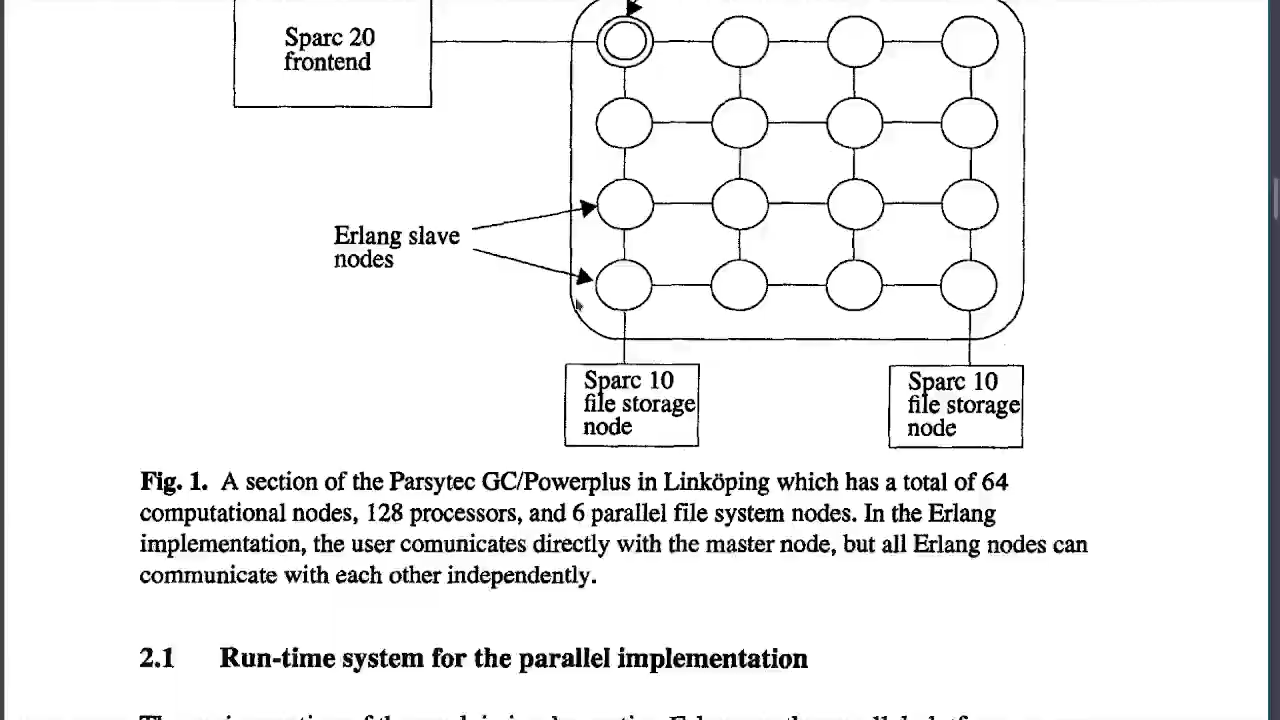 Sparc 20
frontend
Erlang slave
nodes
Sparc 10
file storage
node
Sparc 10
file storage
node
Fig. 1. A section of the Parsytec GC/Powerplus in Linköping which has a total of 64
computational nodes, 128 processors, and 6 parallel file system nodes. In the Erlang
implementation, the user comunicates directly with the master node, but all Erlang nodes can
communicate with each other independently.
2.1 Run-time system for the parallel implementation